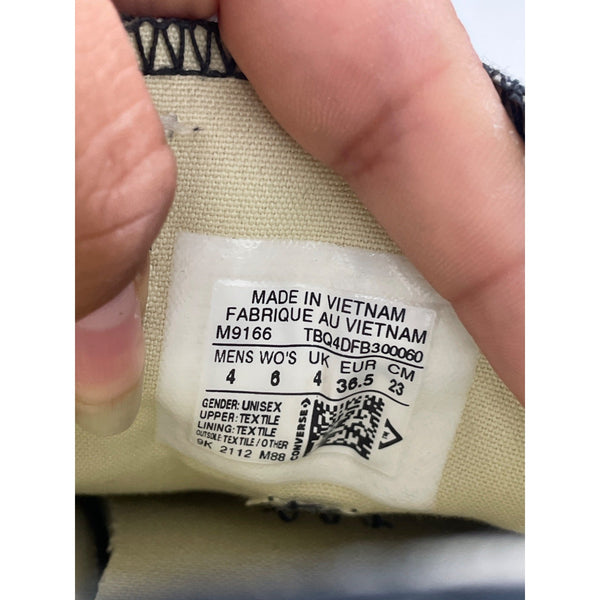 MADE IN VIETNAM
FABRIQUE AU VIETNAM
M9166 TBQ4DFB300060
MENS WO'S UK EUR CM
4 6 4 36.5 23
GENDER: UNISEX
UPPER: TEXTILE
LINING: TEXTILE
OUTSOLE: TEXTILE / OTHER
9K 2112 M88
CONVERSE